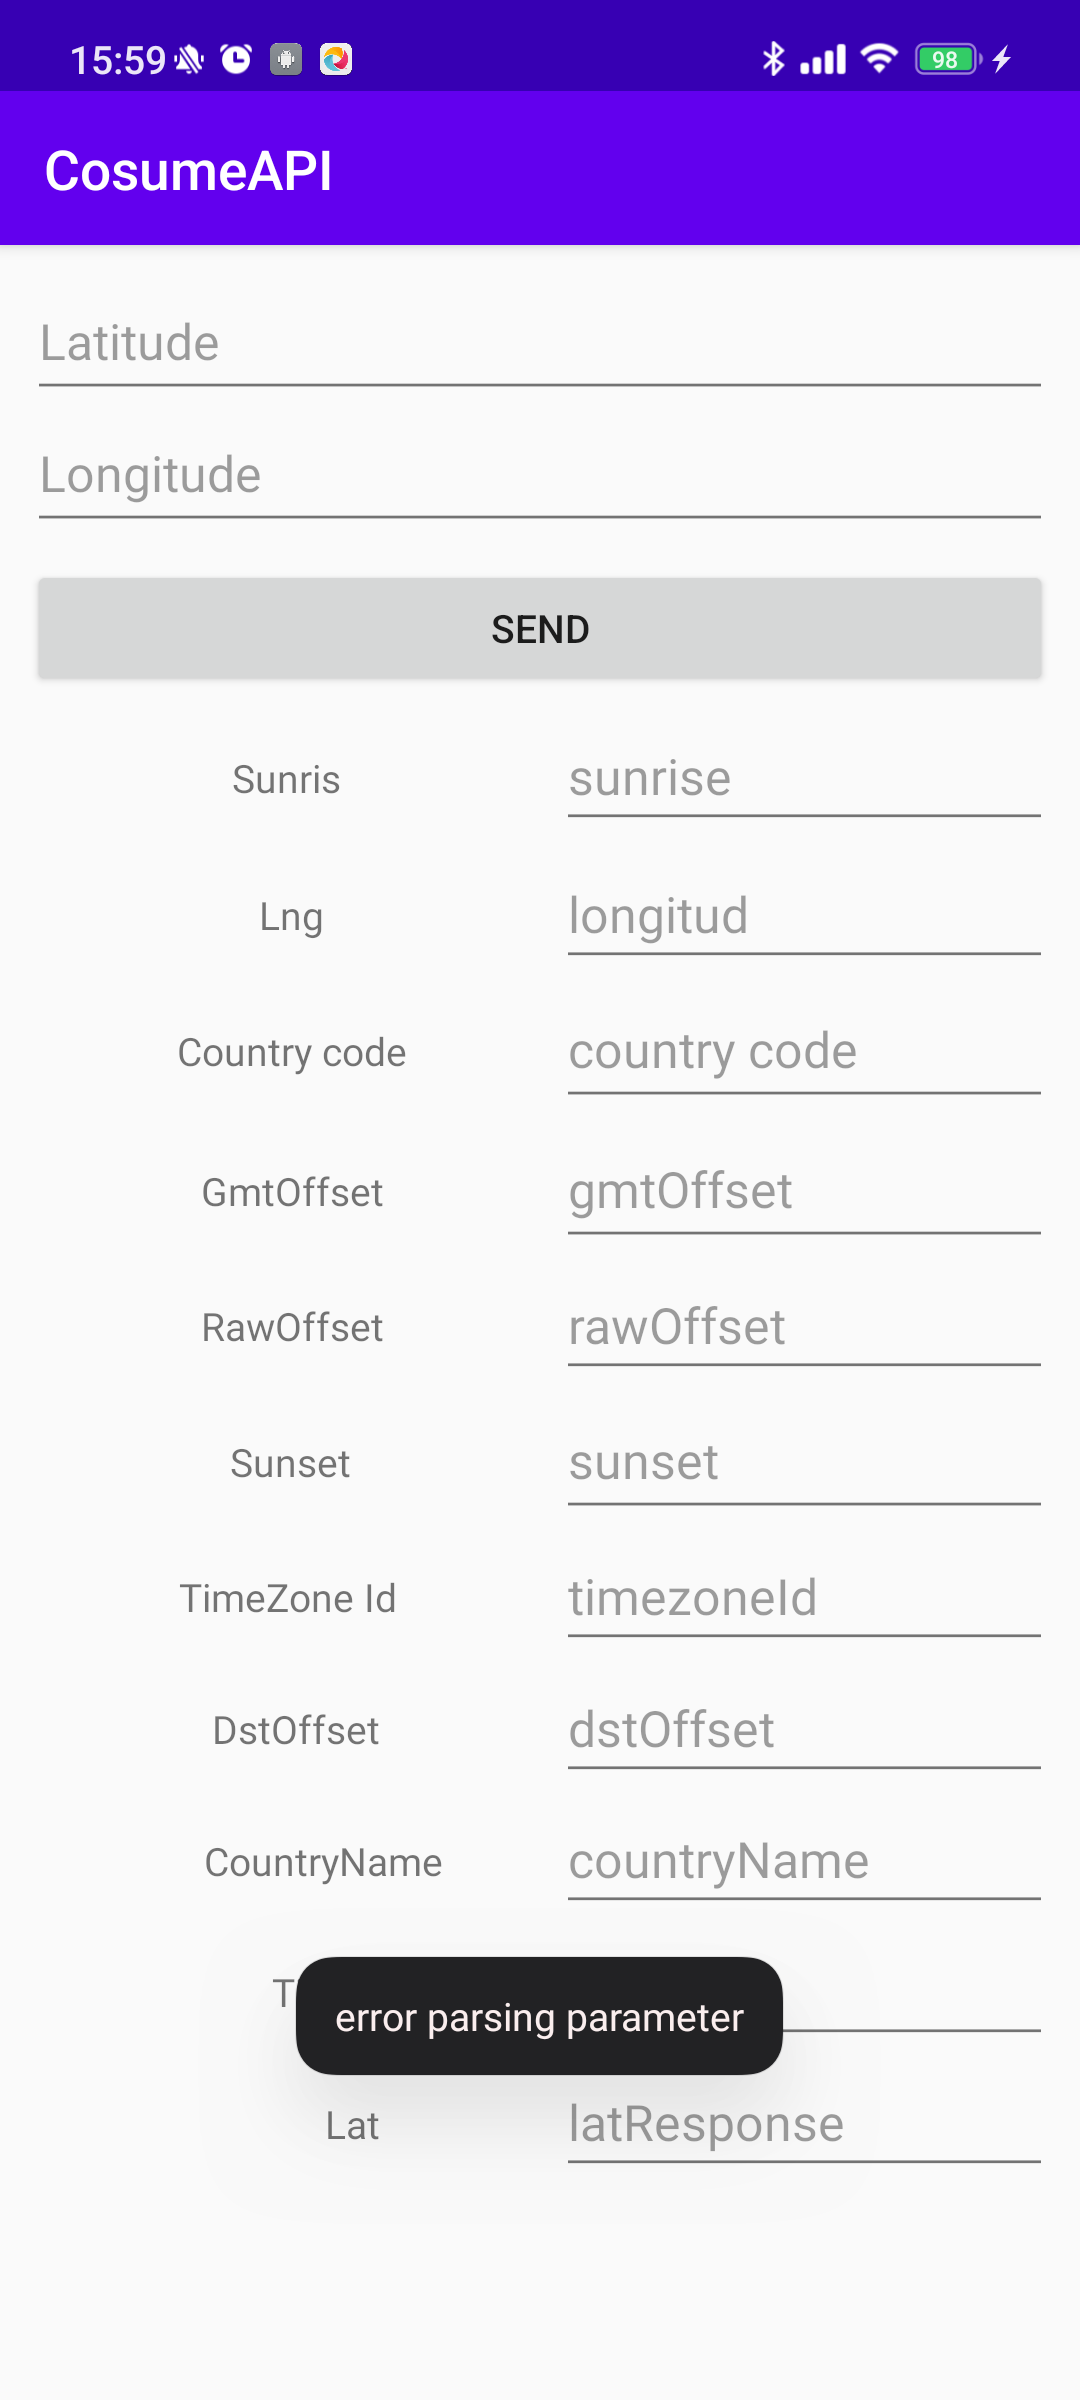 15:59 98
CosumeAPI
Latitude
Longitude
SEND
Sunris sunrise
Lng longitud
Country code country code
GmtOffset gmtOffset
RawOffset rawOffset
Sunset sunset
TimeZone Id timezoneId
DstOffset dstOffset
CountryName countryName
error parsing parameter
Lat latResponse